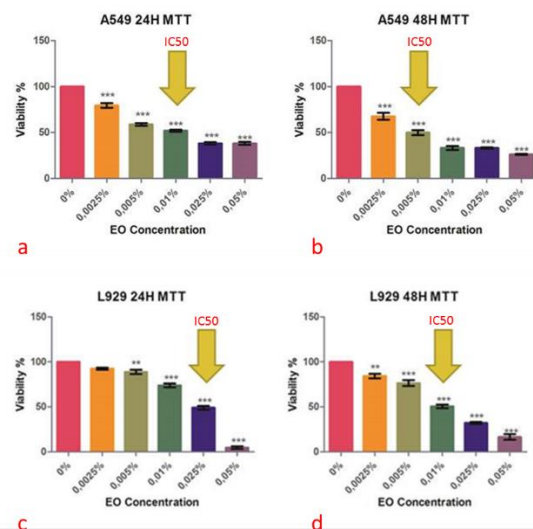 A549 24H MTT
IC50
150
100
50
0
Viability %
***
***
***
***
***
0%
0,0025%
0,005%
0,01%
0,025%
0,05%
EO Concentration
a
A549 48H MTT
IC50
150
100
50
0
Viability %
***
***
***
***
***
0%
0,0025%
0,005%
0,01%
0,025%
0,05%
EO Concentration
b
L929 24H MTT
IC50
150
100
50
0
Viability %
**
***
***
***
0%
0,0025%
0,005%
0,01%
0,025%
0,05%
EO Concentration
c
L929 48H MTT
IC50
150
100
50
0
Viability %
**
***
***
***
***
0%
0,0025%
0,005%
0,01%
0,025%
0,05%
EO Concentration
d